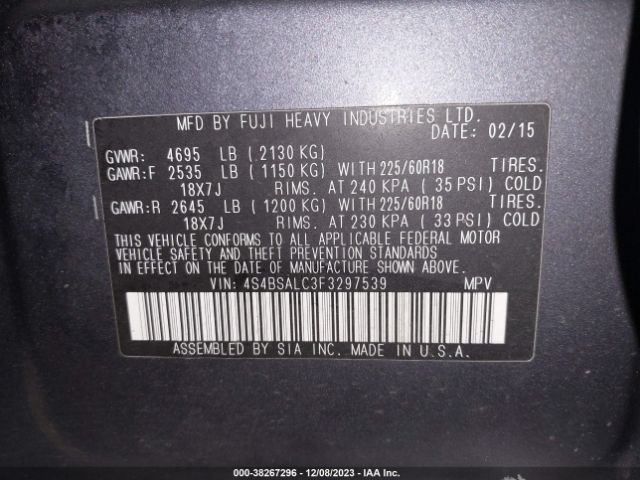 MFD BY FUJI HEAVY INDUSTRIES LTD.
DATE: 02/15
GVWR: 4695 LB ( 2130 KG)
GAWR:F 2535 LB ( 1150 KG) WITH 225/60R18 TIRES.
18X7J RIMS. AT 240 KPA ( 35 PSI) COLD
GAWR:R 2645 LB ( 1200 KG) WITH 225/60R18 TIRES.
18X7J RIMS. AT 230 KPA ( 33 PSI) COLD
THIS VEHICLE CONFORMS TO ALL APPLICABLE FEDERAL MOTOR
VEHICLE SAFETY AND THEFT PREVENTION STANDARDS
IN EFFECT ON THE DATE OF MANUFACTURE SHOWN ABOVE.
VIN: 4S4BSALC3F3297539 MPV
ASSEMBLED BY SIA INC. MADE IN U.S.A.
000-38267296 - 12/08/2023 - IAA Inc.